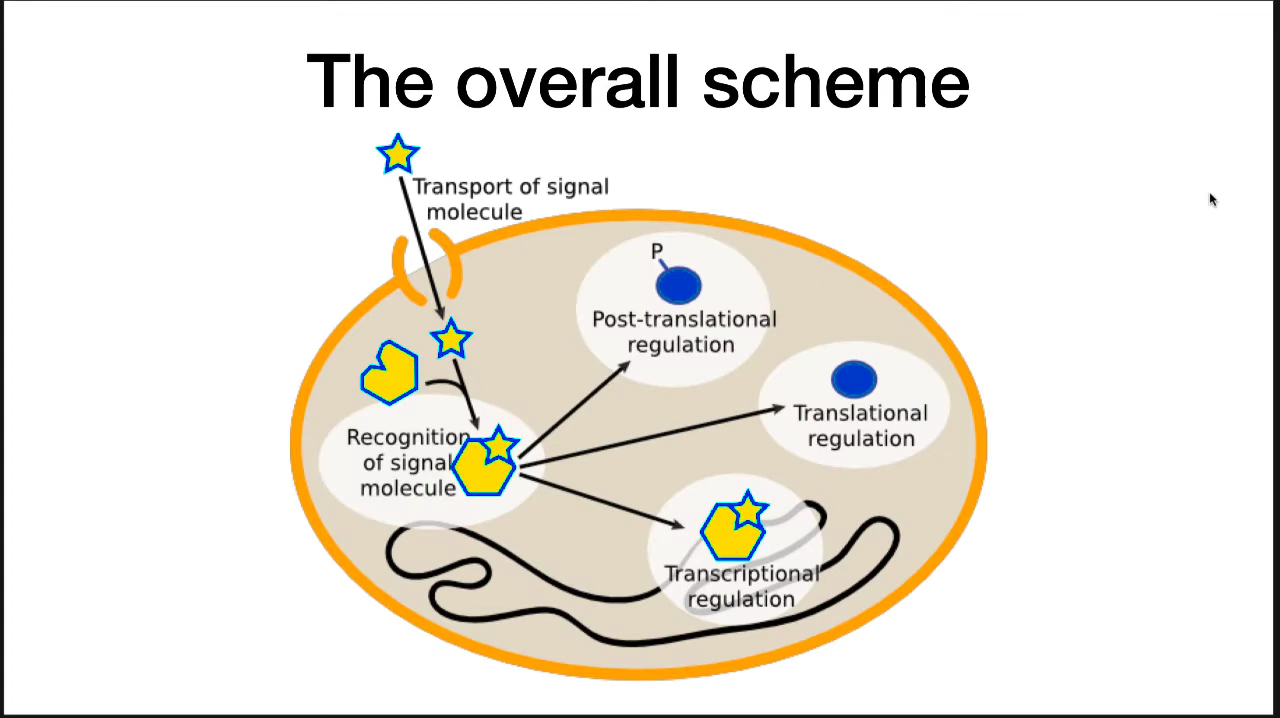 The overall scheme
Transport of signal
molecule
P
Post-translational
regulation
Translational
regulation
Recognition
of signal
molecule
Transcriptional
regulation